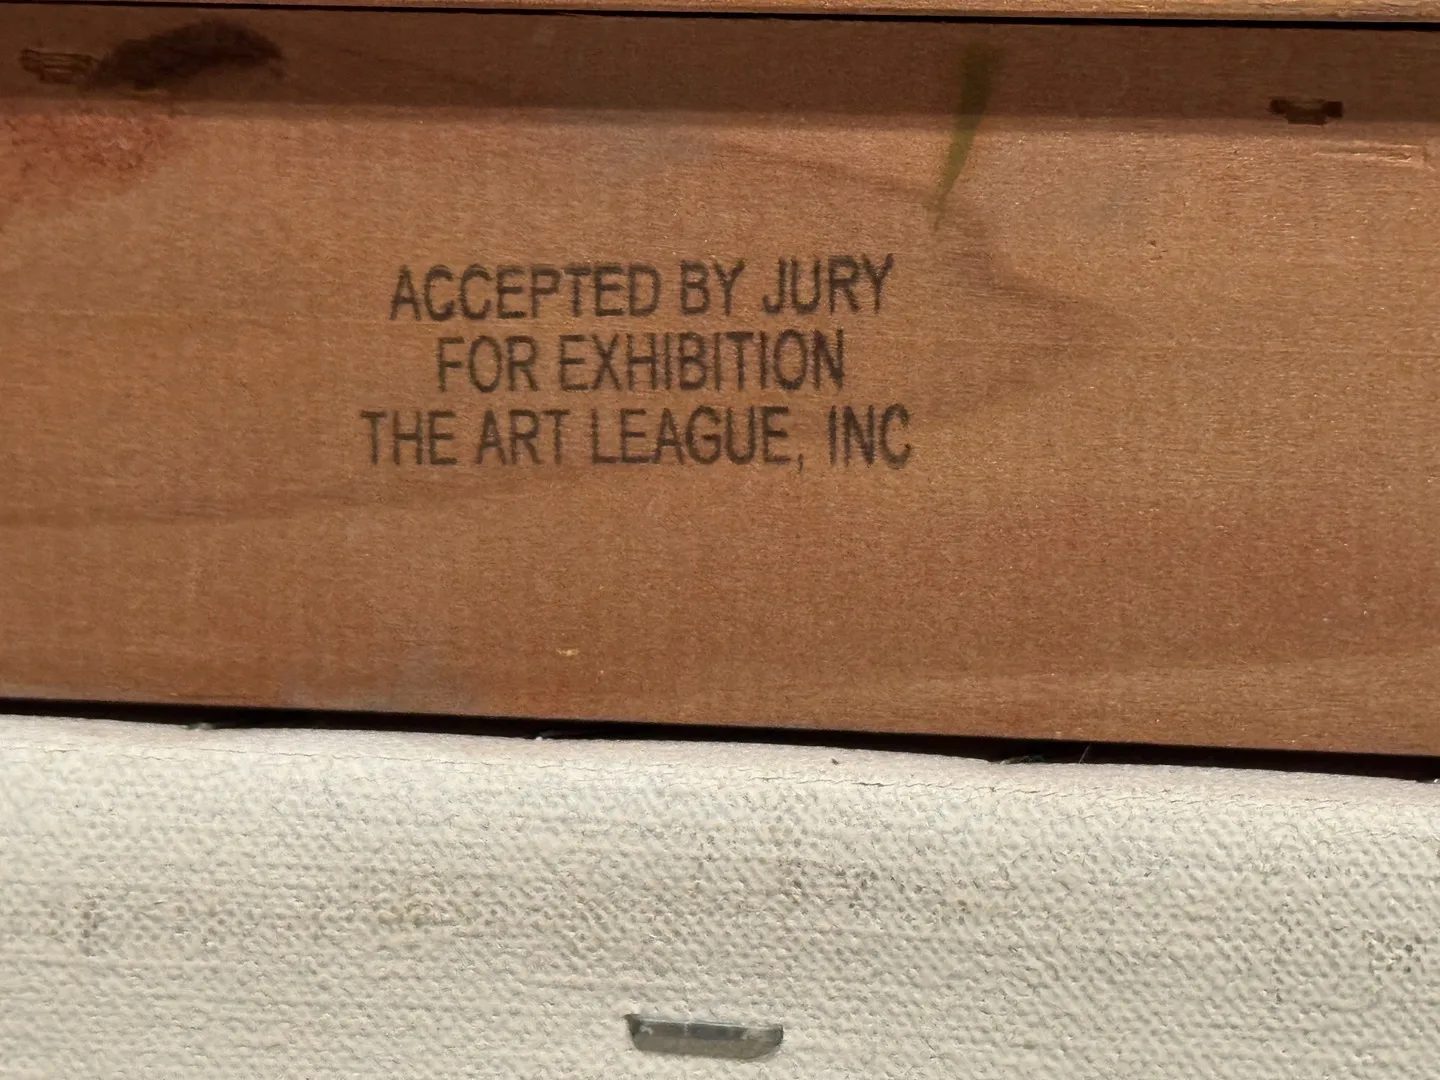 ACCEPTED BY JURY
FOR EXHIBITION
THE ART LEAGUE, INC